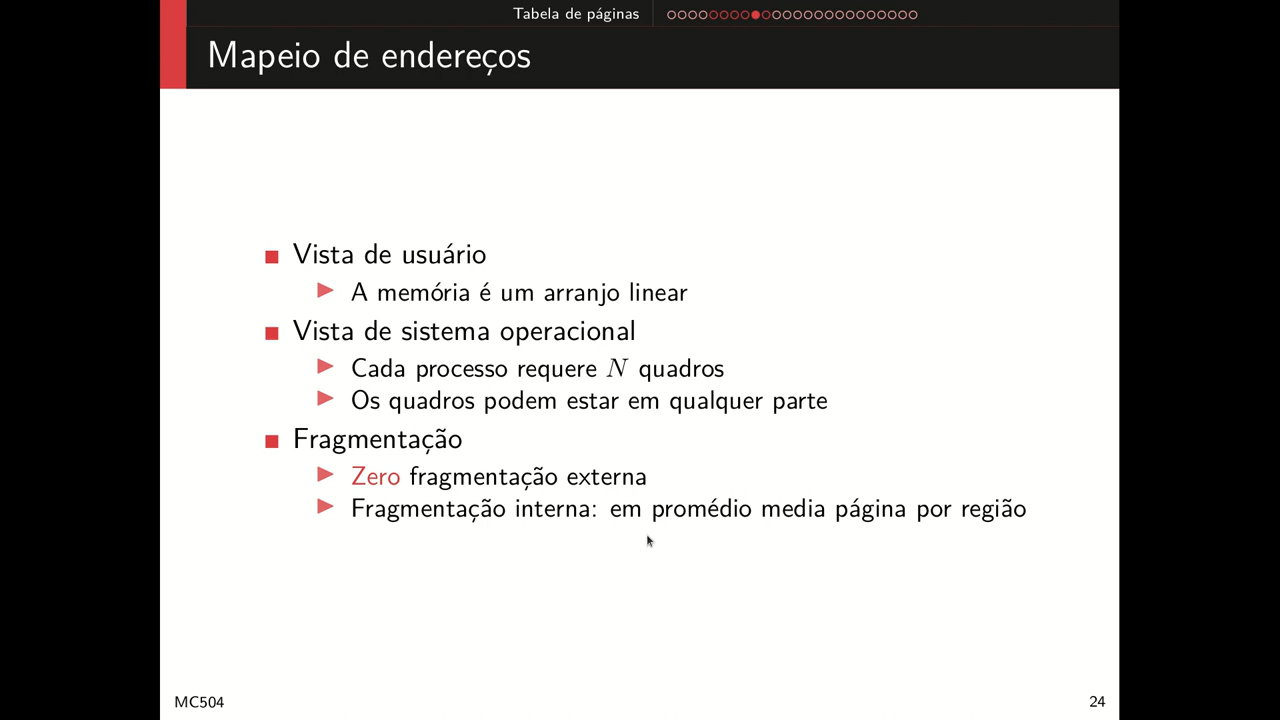 Tabela de páginas
Mapeio de endereços
Vista de usuário
A memória é um arranjo linear
Vista de sistema operacional
Cada processo requere N quadros
Os quadros podem estar em qualquer parte
Fragmentação
Zero fragmentação externa
Fragmentação interna: em promédio media página por região
MC504
24